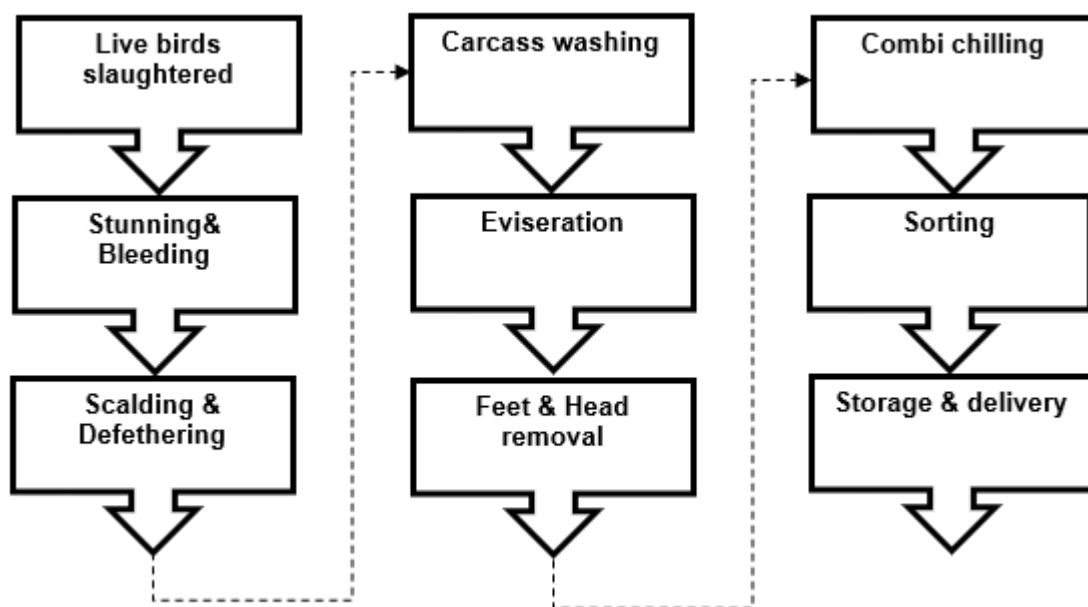 Live birds
slaughtered
Stunning&
Bleeding
Scalding &
Defethering
Carcass washing
Eviseration
Feet & Head
removal
Combi chilling
Sorting
Storage & delivery